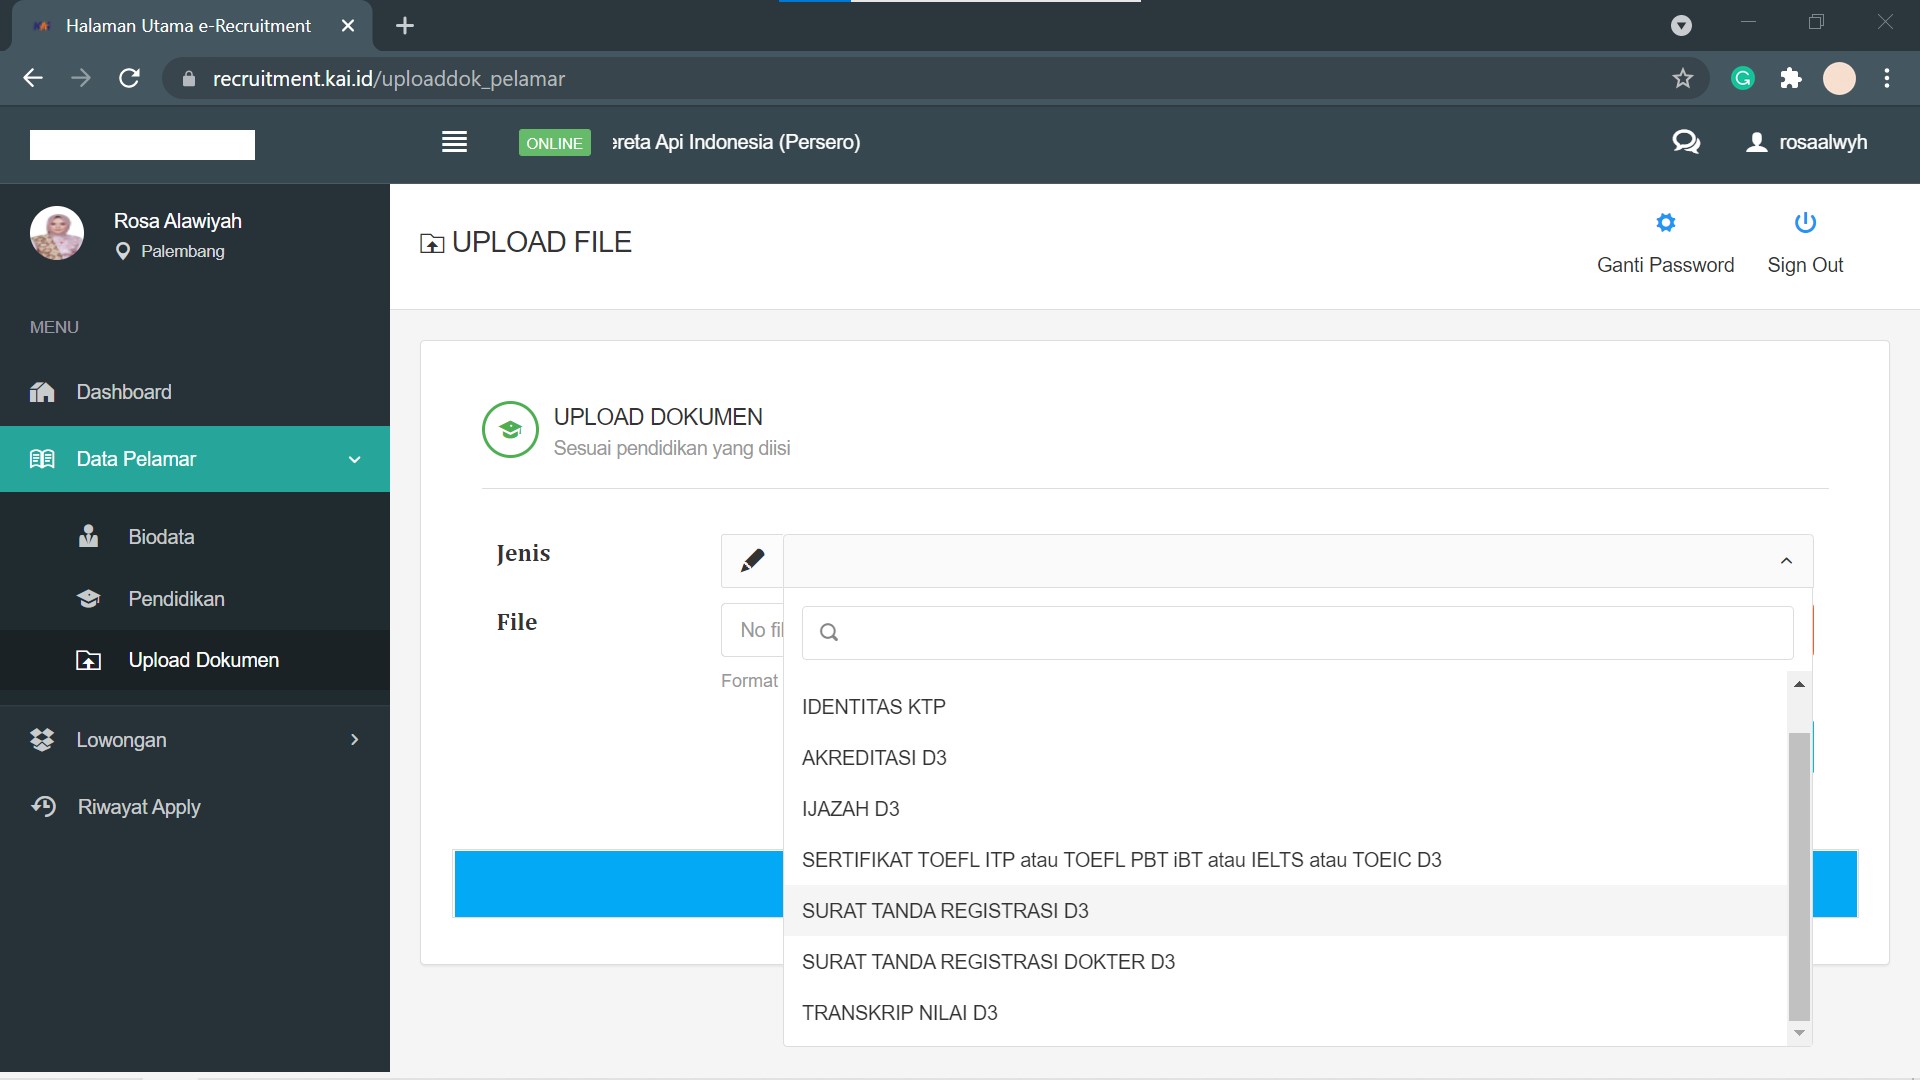 Halaman Utama e-Recruitment
recruitment.kai.id/uploaddok_pelamar
ONLINE
ereta Api Indonesia (Persero)
rosaalwyh
Rosa Alawiyah
Palembang
UPLOAD FILE
Ganti Password
Sign Out
MENU
Dashboard
Data Pelamar
Biodata
Pendidikan
Upload Dokumen
Lowongan
Riwayat Apply
UPLOAD DOKUMEN
Sesuai pendidikan yang diisi
Jenis
File
No fil
Format
IDENTITAS KTP
AKREDITASI D3
IJAZAH D3
SERTIFIKAT TOEFL ITP atau TOEFL PBT iBT atau IELTS atau TOEIC D3
SURAT TANDA REGISTRASI D3
SURAT TANDA REGISTRASI DOKTER D3
TRANSKRIP NILAI D3